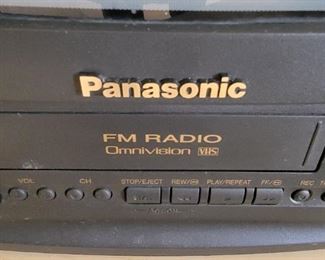 Panasonic
FM RADIO
Omnivision VHS
VOL CH STOP/EJECT REW/ PLAY/REPEAT FF/ REC